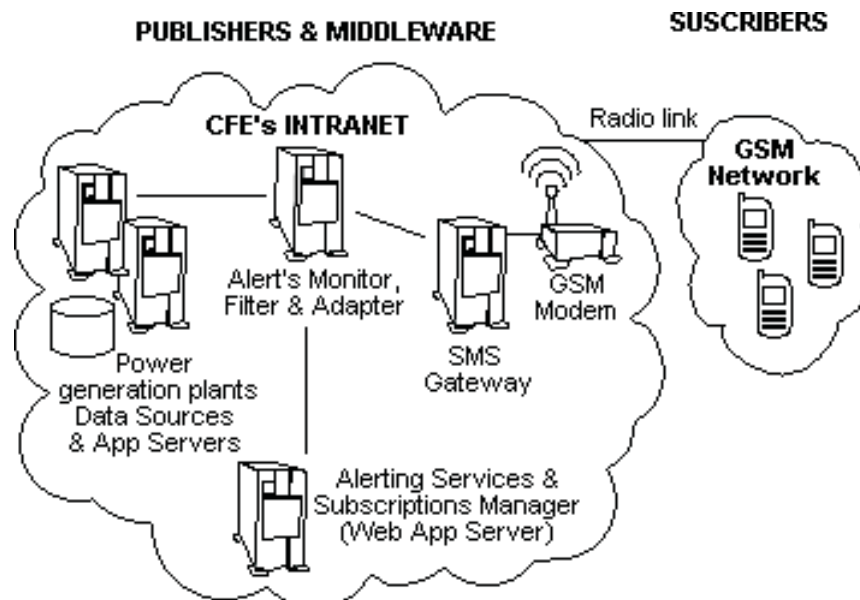 PUBLISHERS & MIDDLEWARE
SUSCRIBERS
CFE's INTRANET
Radio link
GSM
Network
Alert's Monitor,
Filter & Adapter
GSM
Modem
SMS
Gateway
Power
generation plants
Data Sources
& App Servers
Alerting Services &
Subscriptions Manager
(Web App Server)